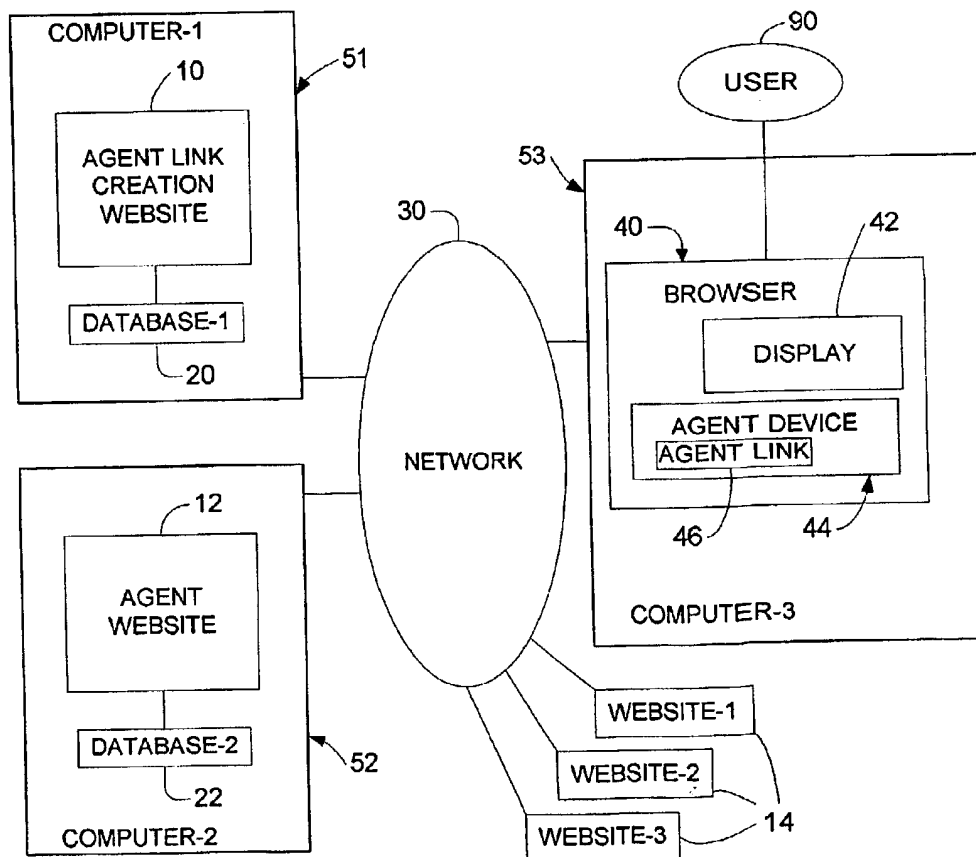 COMPUTER-1
51
10
AGENT LINK
CREATION
WEBSITE
DATABASE-1
20
90
USER
53
30
40
42
BROWSER
DISPLAY
AGENT DEVICE
AGENT LINK
46
44
COMPUTER-3
NETWORK
12
AGENT
WEBSITE
DATABASE-2
22
52
COMPUTER-2
WEBSITE-1
WEBSITE-2
WEBSITE-3
14